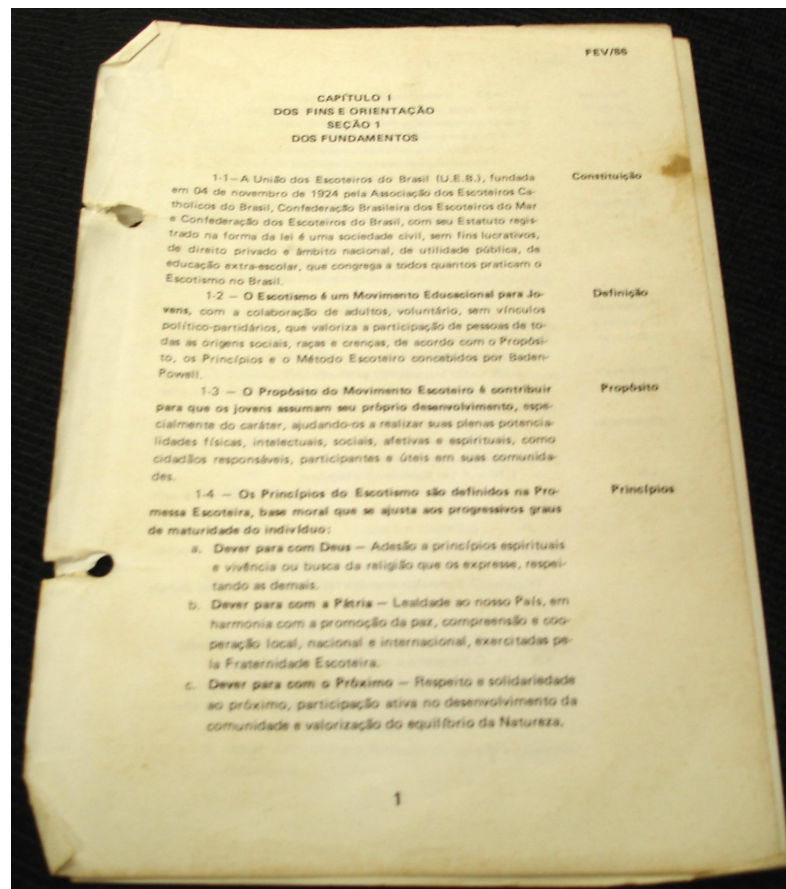 FEV/86
CAPÍTULO I
DOS FINS E ORIENTAÇÃO
SEÇÃO 1
DOS FUNDAMENTOS
1-1 — A União dos Escoteiros do Brasil (U.E.B.), fundada
Constituição
em 04 de novembro de 1924 pela Associação dos Escoteiros Ca-
tholicos do Brasil, Confederação Brasileira dos Escoteiros do Mar
e Confederação dos Escoteiros do Brasil, com seu Estatuto regis-
trado na forma da lei é uma sociedade civil, sem fins lucrativos,
de direito privado e âmbito nacional, de utilidade pública, de
educação extra-escolar, que congrega a todos quantos praticam o
Escotismo no Brasil.
1-2 — O Escotismo é um Movimento Educacional para Jo-
Definição
vens, com a colaboração de adultos, voluntário, sem vínculos
político-partidários, que valoriza a participação de pessoas de to-
das as origens sociais, raças e crenças, de acordo com o Propósi-
to, os Princípios e o Método Escoteiro concebidos por Baden-
Powell.
1-3 — O Propósito do Movimento Escoteiro é contribuir
Propósito
para que os jovens assumam seu próprio desenvolvimento, espe-
cialmente do caráter, ajudando-os a realizar suas plenas potencia-
lidades físicas, intelectuais, sociais, afetivas e espirituais, como
cidadãos responsáveis, participantes e úteis em suas comunida-
des.
1-4 — Os Princípios do Escotismo são definidos na Pro-
Princípios
messa Escoteira, base moral que se ajusta aos progressivos graus
de maturidade do indivíduo:
a. Dever para com Deus — Adesão a princípios espirituais
e vivência ou busca da religião que os expresse, respei-
tando as demais.
b. Dever para com a Pátria — Lealdade ao nosso País, em
harmonia com a promoção da paz, compreensão e coo-
peração local, nacional e internacional, exercitadas pe-
la Fraternidade Escoteira.
c. Dever para com o Próximo — Respeito e solidariedade
ao próximo, participação ativa no desenvolvimento da
comunidade e valorização do equilíbrio da Natureza.
1